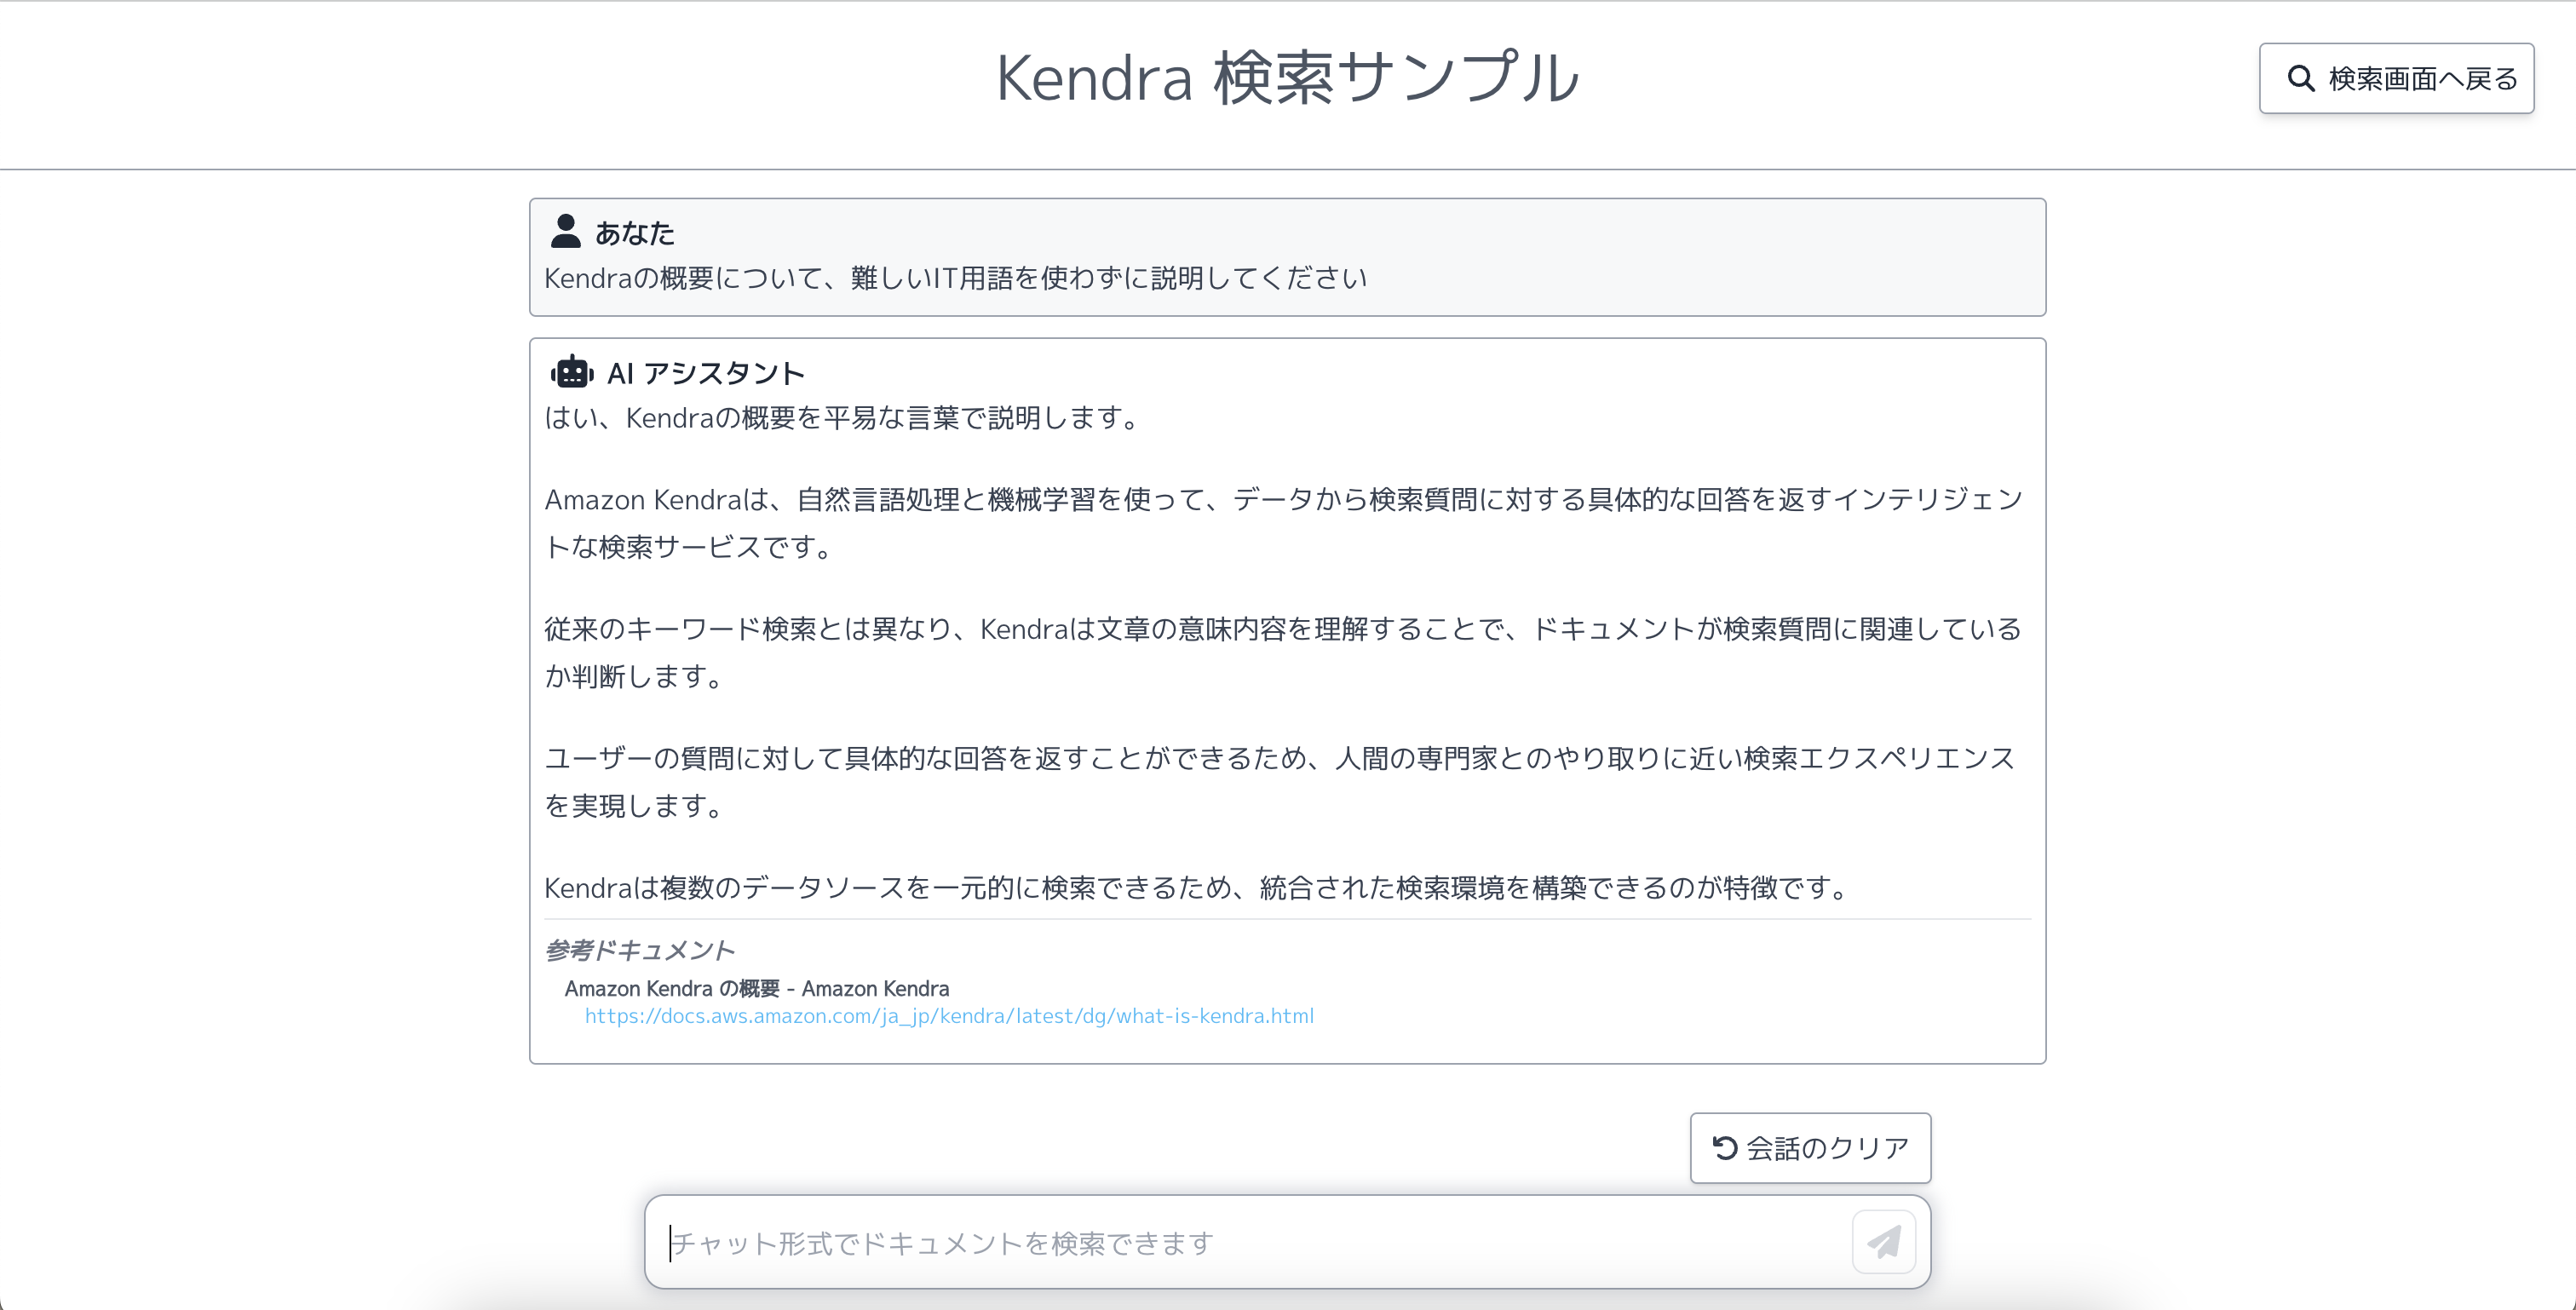 Kendra 検索サンプル
検索画面へ戻る
あなた
Kendraの概要について、難しいIT用語を使わずに説明してください
AI アシスタント
はい、Kendraの概要を平易な言葉で説明します。
Amazon Kendraは、自然言語処理と機械学習を使って、データから検索質問に対する具体的な回答を返すインテリジェン
トな検索サービスです。
従来のキーワード検索とは異なり、Kendraは文章の意味内容を理解することで、ドキュメントが検索質問に関連している
か判断します。
ユーザーの質問に対して具体的な回答を返すことができるため、人間の専門家とのやり取りに近い検索エクスペリエンス
を実現します。
Kendraは複数のデータソースを一元的に検索できるため、統合された検索環境を構築できるのが特徴です。
参考ドキュメント
Amazon Kendra の概要 - Amazon Kendra
https://docs.aws.amazon.com/ja_jp/kendra/latest/dg/what-is-kendra.html
会話のクリア
チャット形式でドキュメントを検索できます